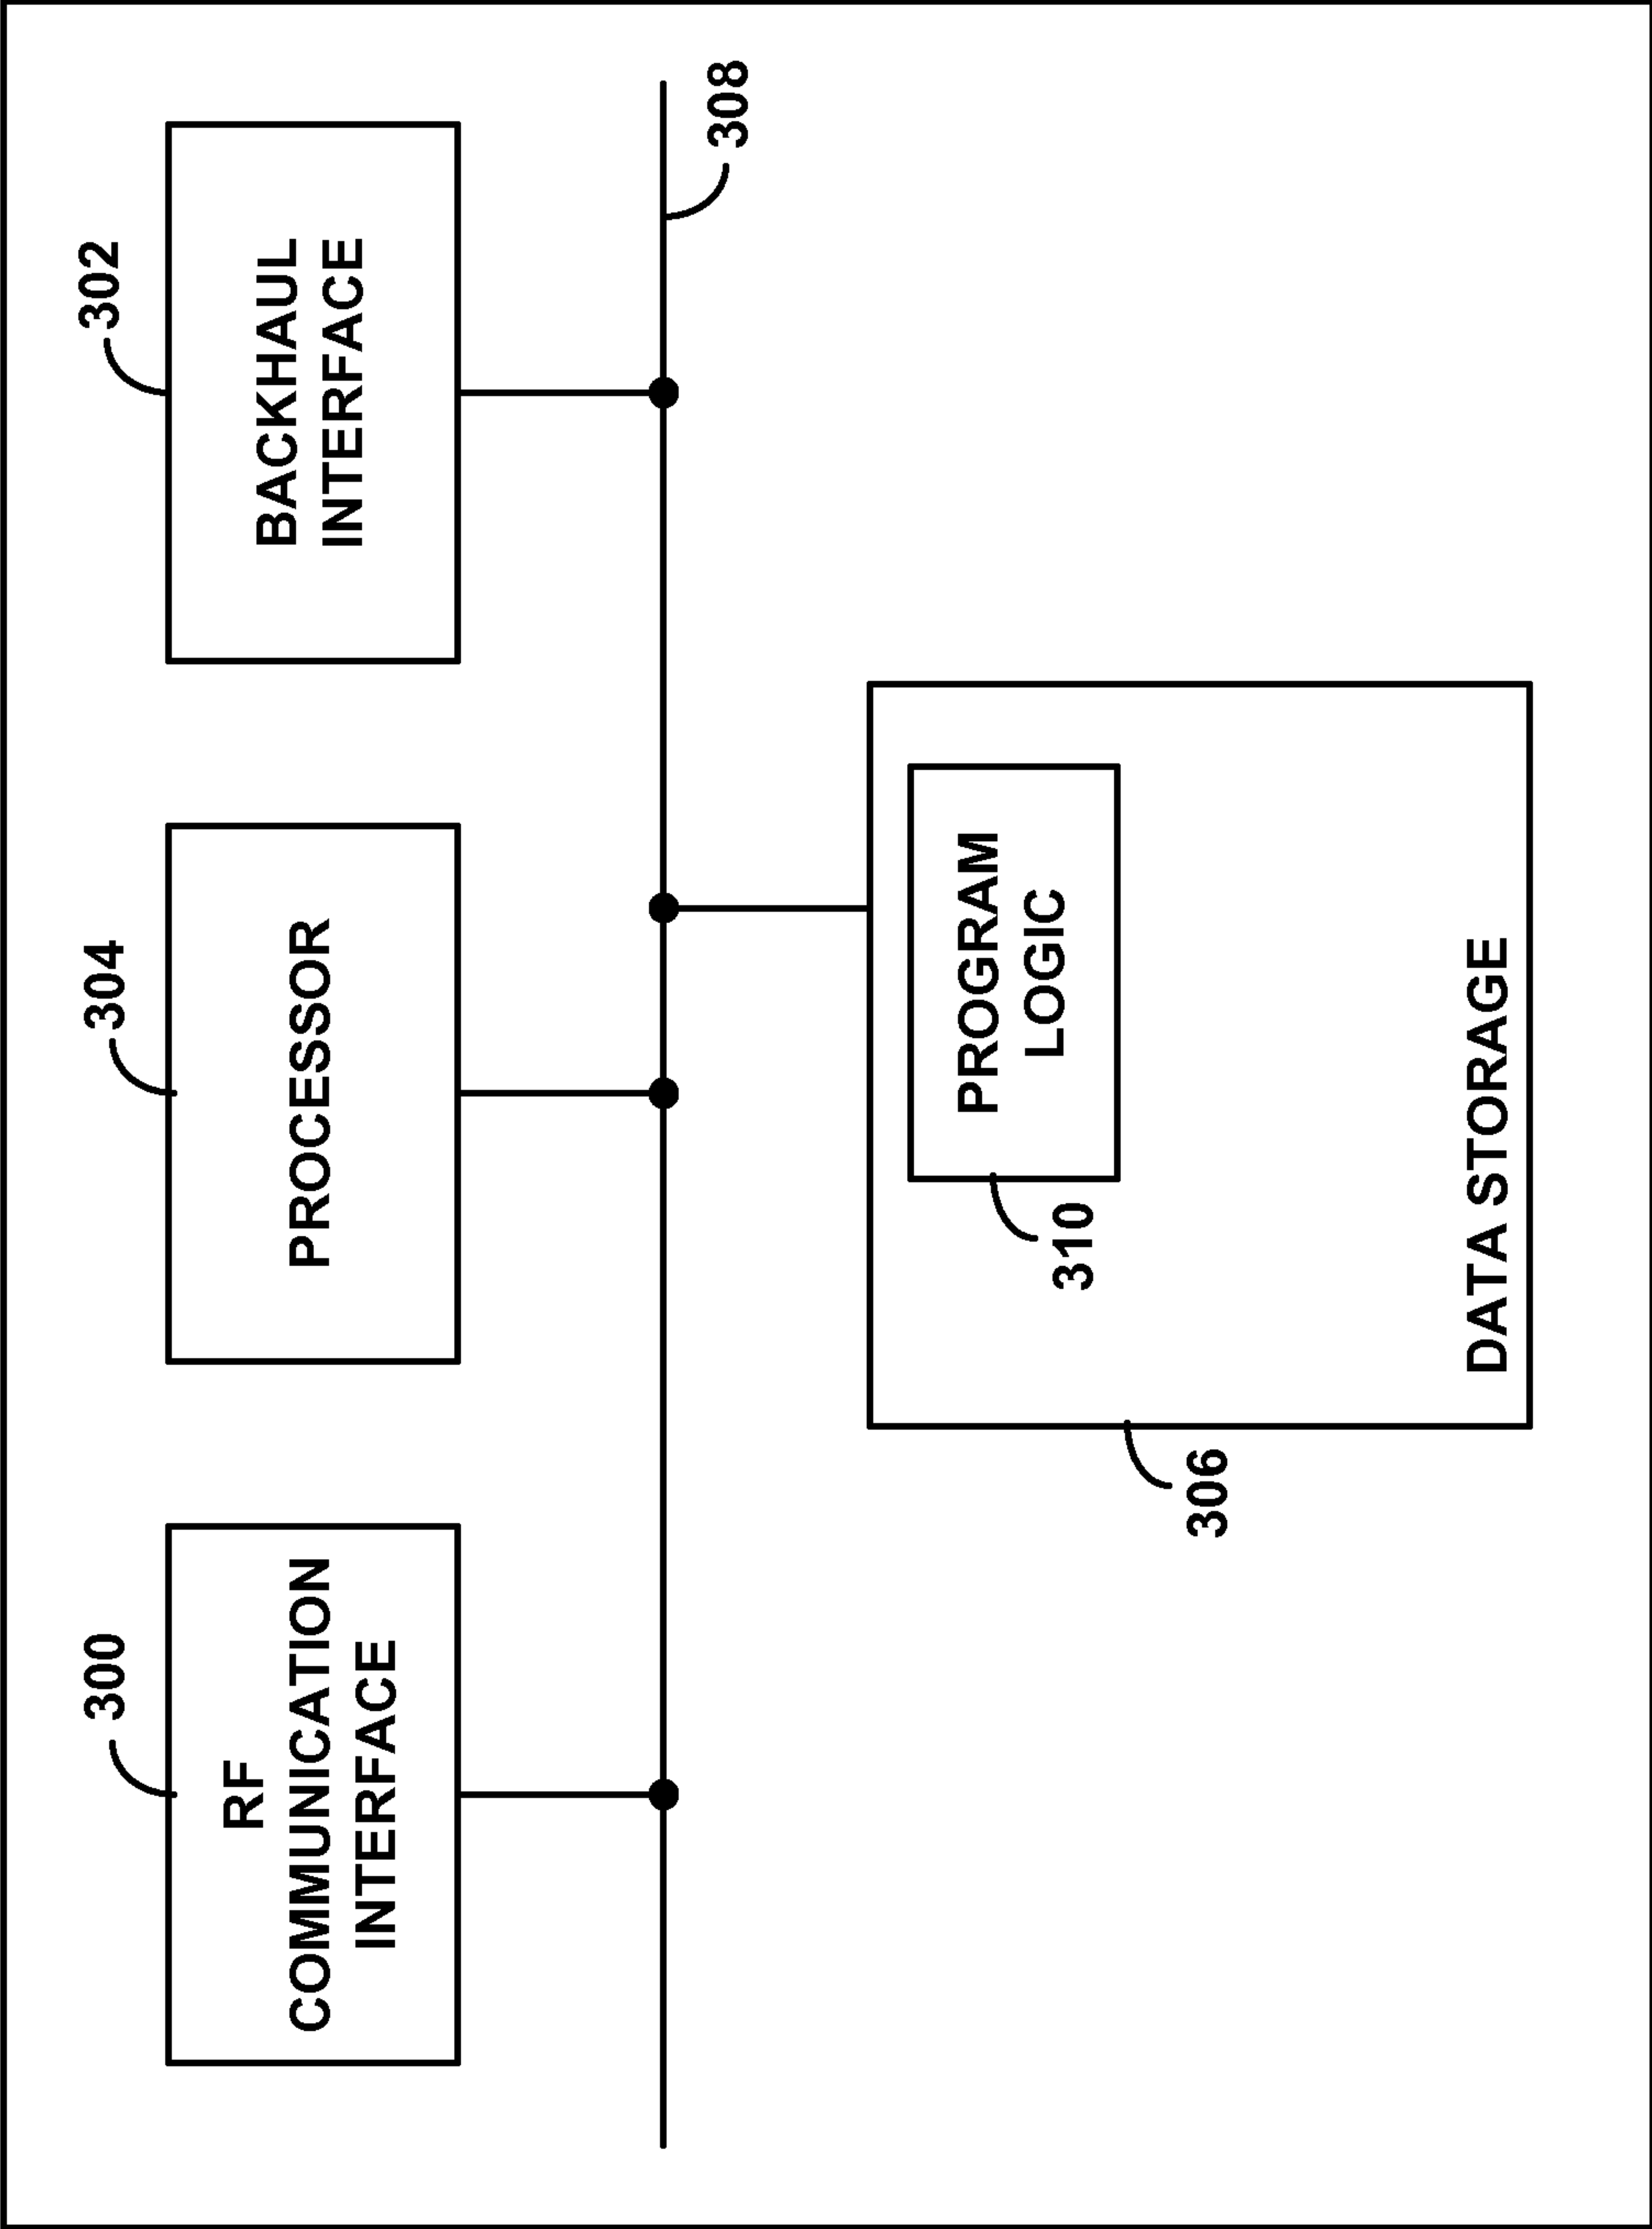 300
304
302
RF
COMMUNICATION
INTERFACE
PROCESSOR
BACKHAUL
INTERFACE
308
PROGRAM
LOGIC
310
306
DATA STORAGE